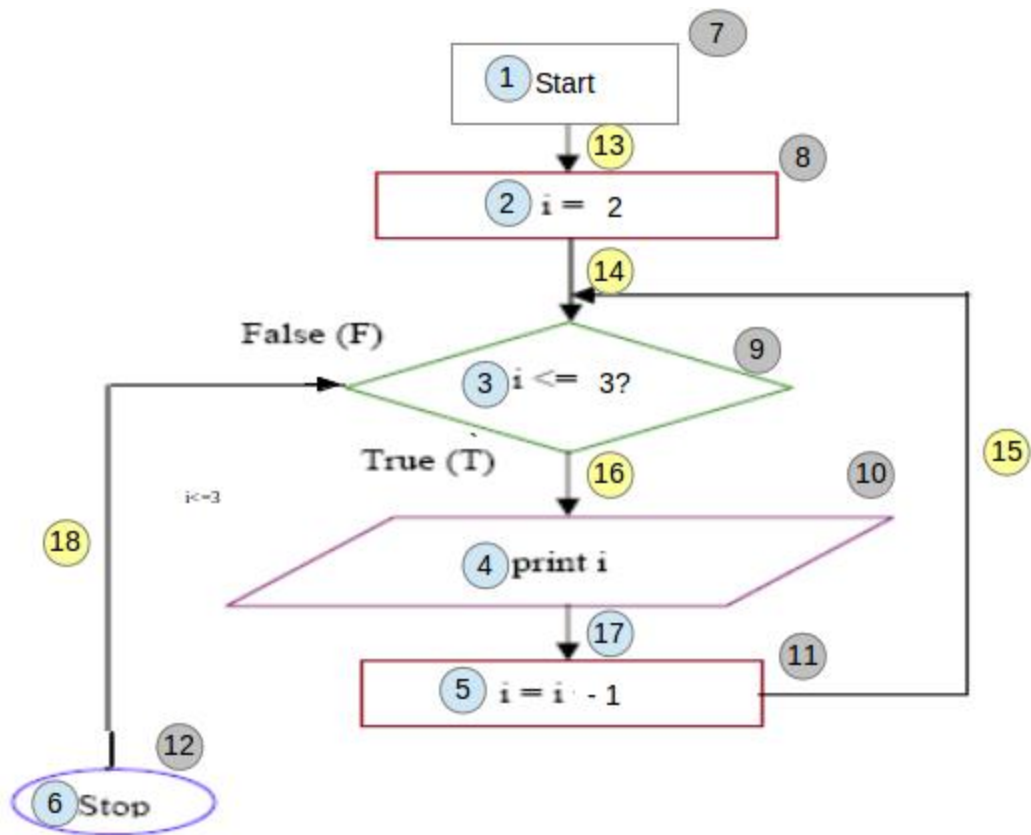 7
1 Start
13
8
2 i = 2
14
False (F)
9
3 i <= 3?
True (T)
15
16
10
i<=3
18
4 print i
17
11
5 i = i - 1
12
6 Stop